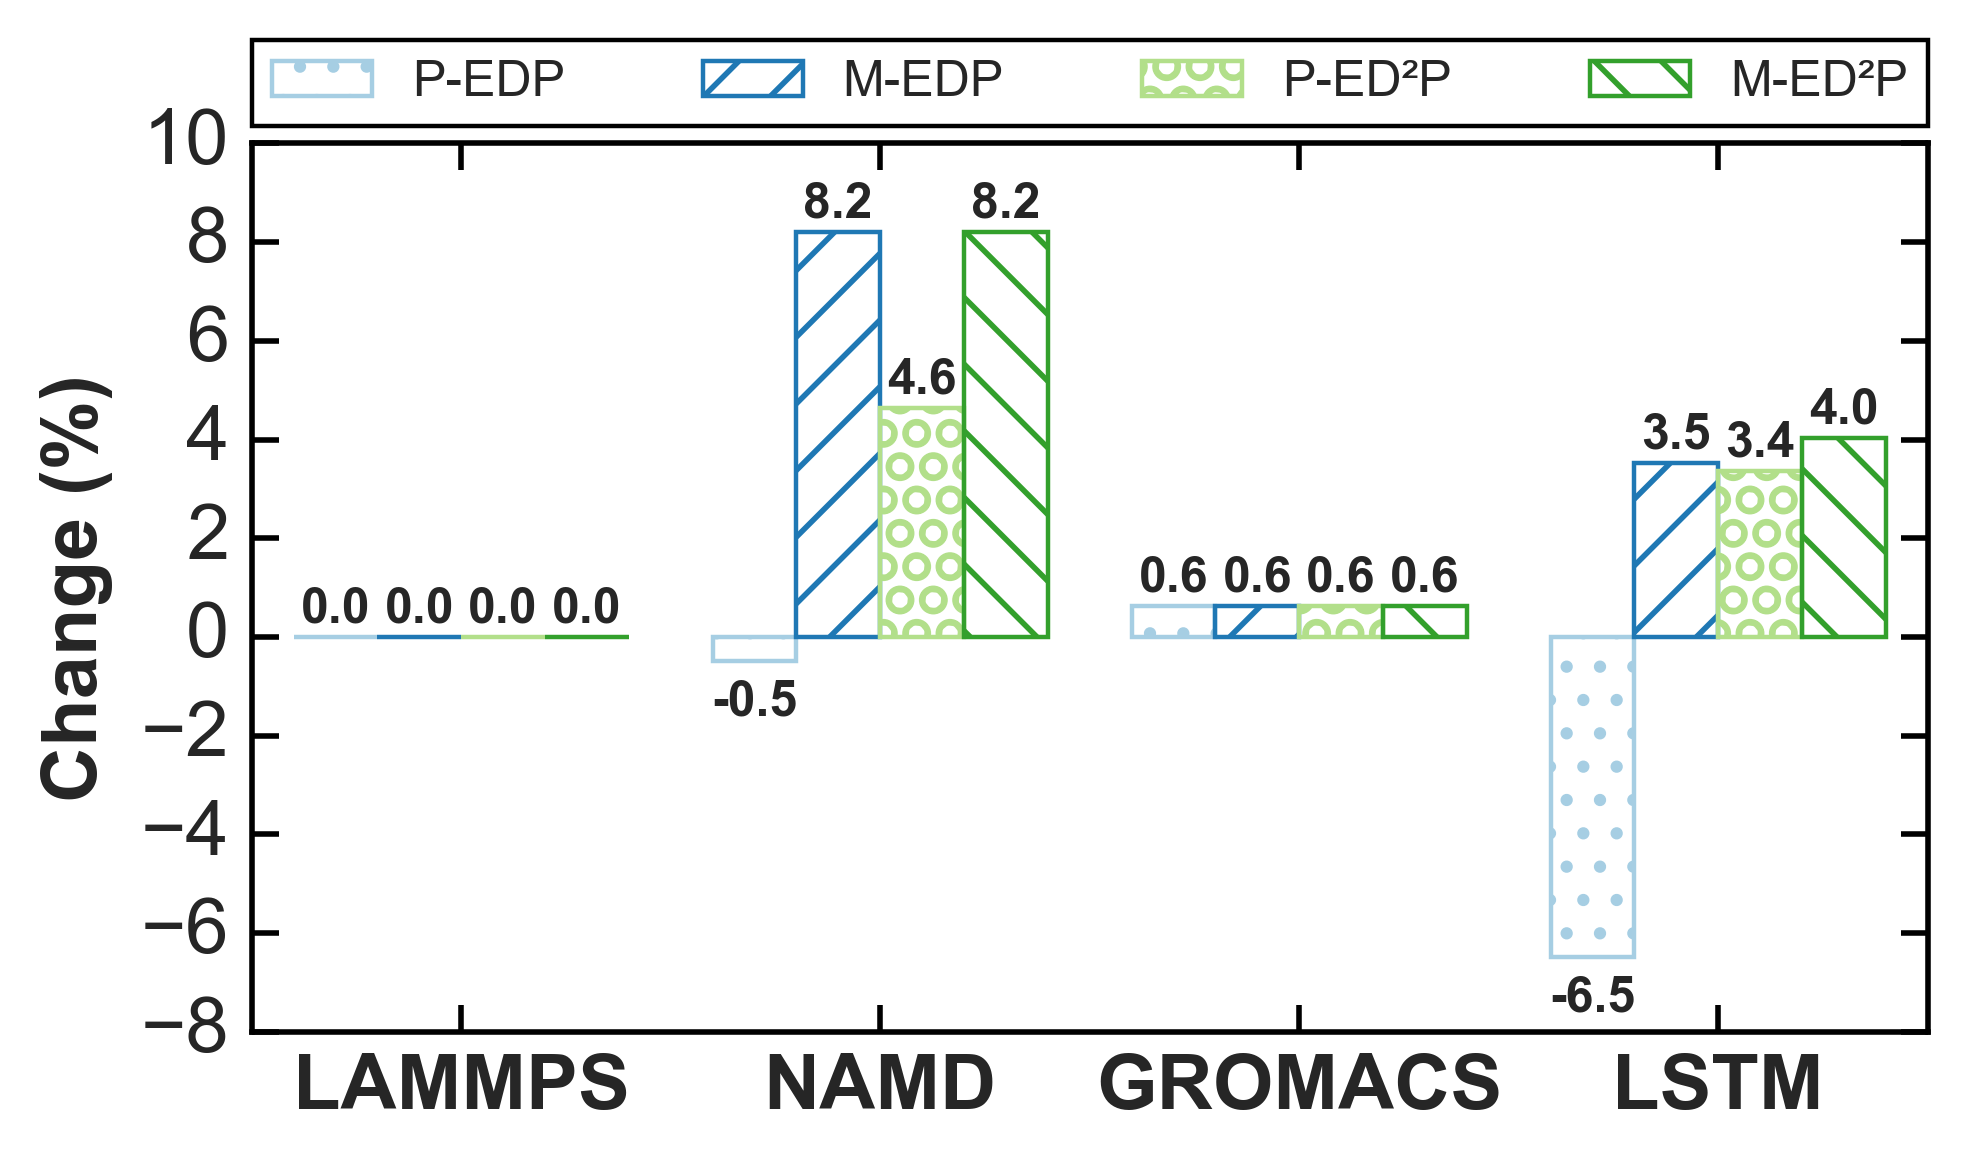 P-EDP M-EDP P-ED²P M-ED²P
Change (%)
10
8
6
4
2
0
−2
−4
−6
−8
0.0 0.0 0.0 0.0
-0.5 8.2 4.6 8.2
0.6 0.6 0.6 0.6
-6.5 3.5 3.4 4.0
LAMMPS NAMD GROMACS LSTM